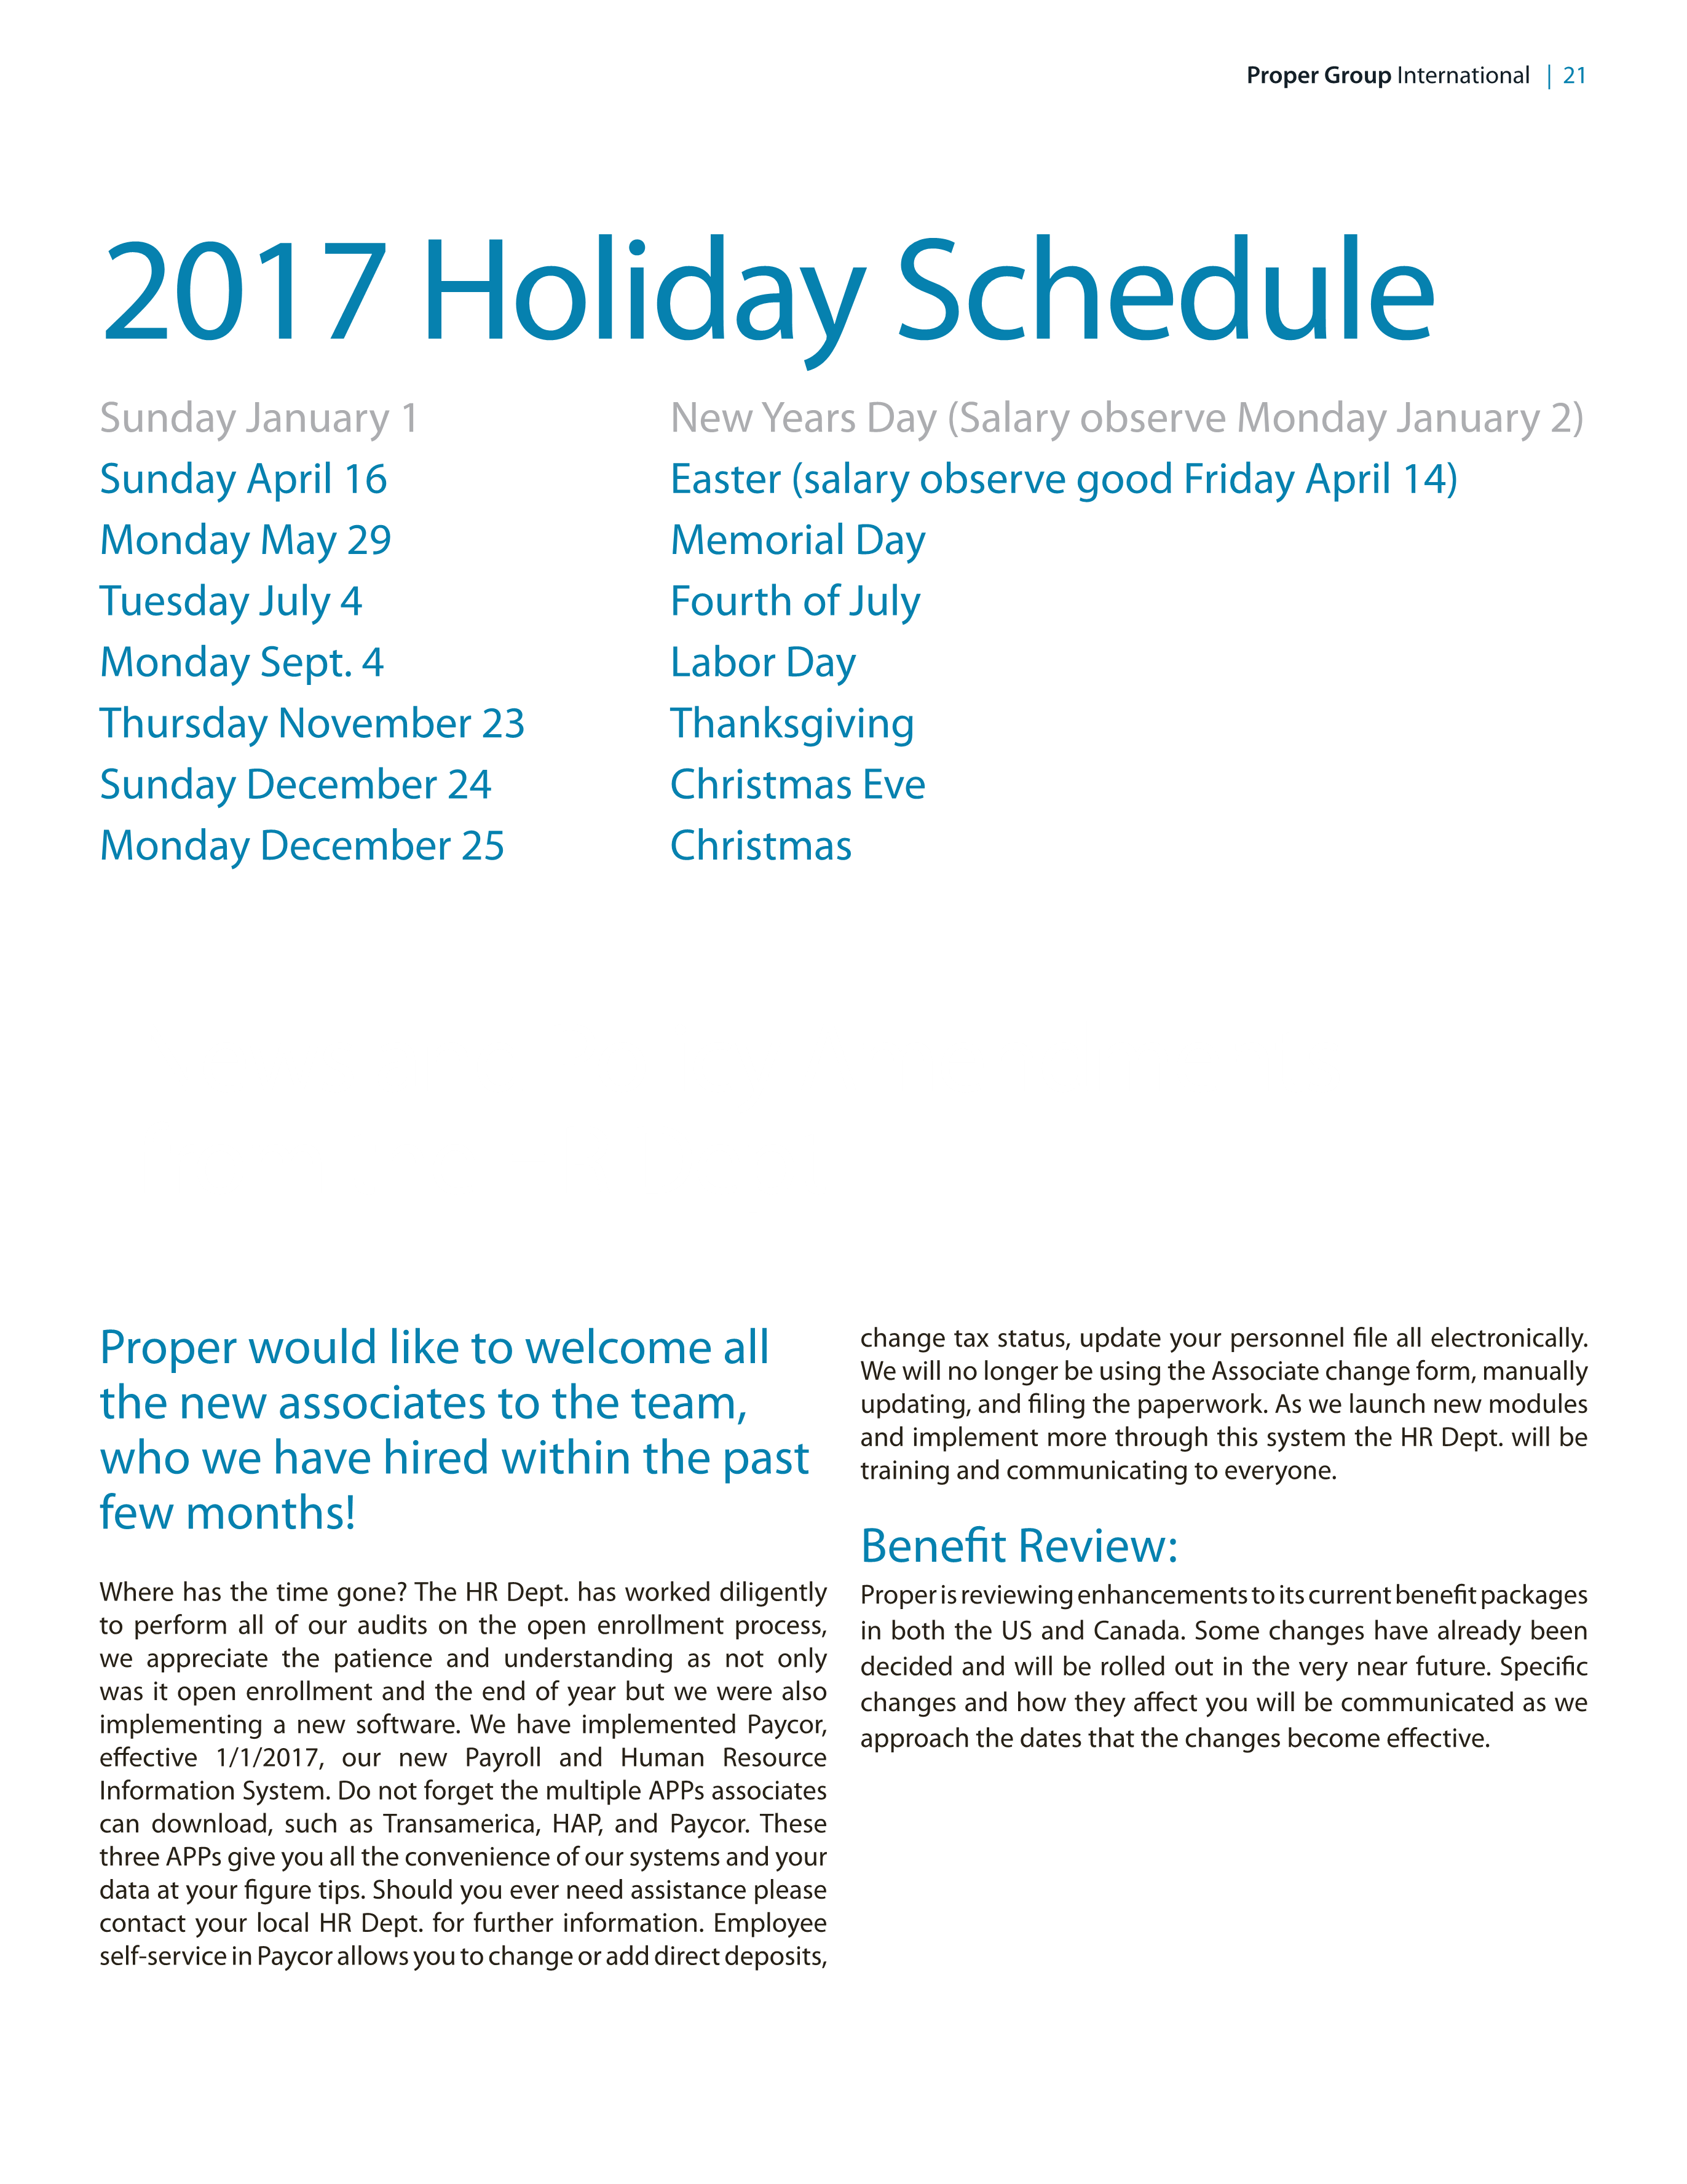 Proper Group International | 21
2017 Holiday Schedule
Sunday January 1 New Years Day (Salary observe Monday January 2)
Sunday April 16 Easter (salary observe good Friday April 14)
Monday May 29 Memorial Day
Tuesday July 4 Fourth of July
Monday Sept. 4 Labor Day
Thursday November 23 Thanksgiving
Sunday December 24 Christmas Eve
Monday December 25 Christmas
Proper would like to welcome all
the new associates to the team,
who we have hired within the past
few months!
Where has the time gone? The HR Dept. has worked diligently
to perform all of our audits on the open enrollment process,
we appreciate the patience and understanding as not only
was it open enrollment and the end of year but we were also
implementing a new software. We have implemented Paycor,
effective 1/1/2017, our new Payroll and Human Resource
Information System. Do not forget the multiple APPs associates
can download, such as Transamerica, HAP, and Paycor. These
three APPs give you all the convenience of our systems and your
data at your figure tips. Should you ever need assistance please
contact your local HR Dept. for further information. Employee
self-service in Paycor allows you to change or add direct deposits,
change tax status, update your personnel file all electronically.
We will no longer be using the Associate change form, manually
updating, and filing the paperwork. As we launch new modules
and implement more through this system the HR Dept. will be
training and communicating to everyone.
Benefit Review:
Proper is reviewing enhancements to its current benefit packages
in both the US and Canada. Some changes have already been
decided and will be rolled out in the very near future. Specific
changes and how they affect you will be communicated as we
approach the dates that the changes become effective.